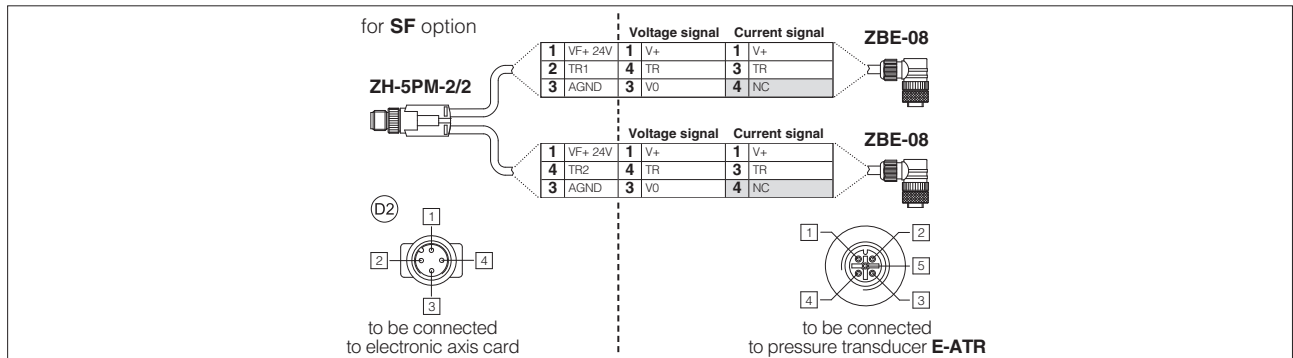 for SF option
Voltage signal Current signal
ZBE-08
1 VF+ 24V 1 V+ 1 V+
2 TR1 4 TR 3 TR
3 AGND 3 V0 4 NC
ZH-5PM-2/2
Voltage signal Current signal
ZBE-08
1 VF+ 24V 1 V+ 1 V+
4 TR2 4 TR 3 TR
3 AGND 3 V0 4 NC
D2
1
2 4
3
1 2
5
4 3
to be connected
to electronic axis card
to be connected
to pressure transducer E-ATR